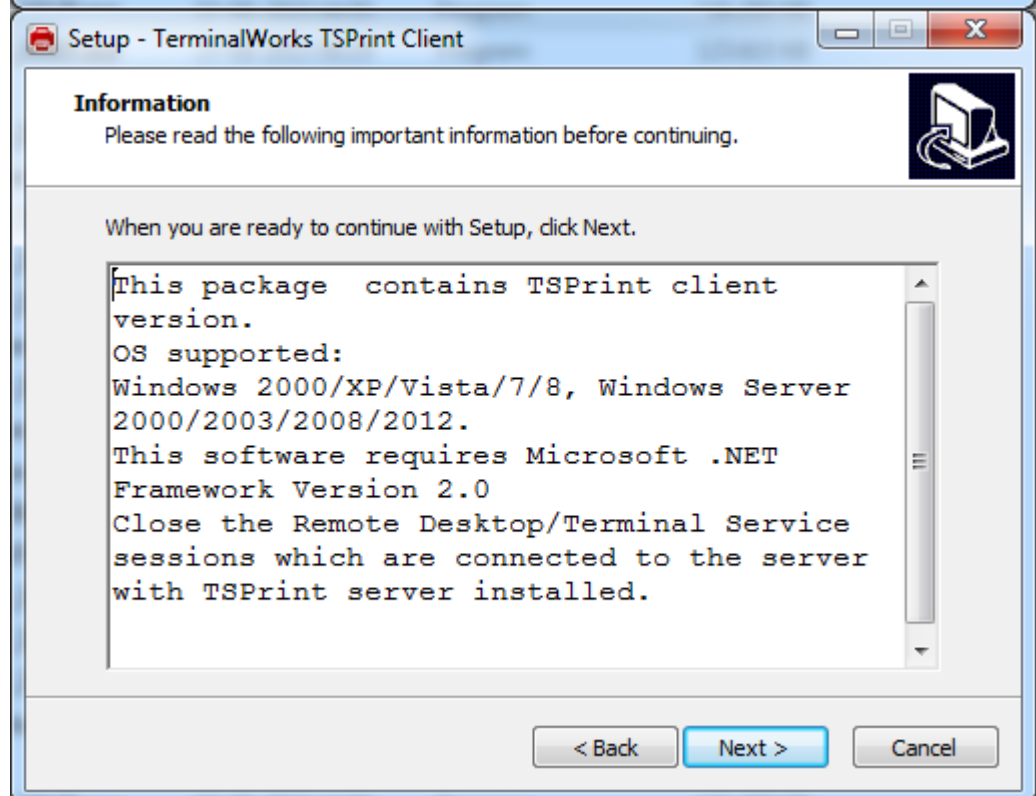 Setup - TerminalWorks TSPrint Client
Information
Please read the following important information before continuing.
When you are ready to continue with Setup, click Next.
This package  contains TSPrint client
version.
OS supported:
Windows 2000/XP/Vista/7/8, Windows Server
2000/2003/2008/2012.
This software requires Microsoft .NET
Framework Version 2.0
Close the Remote Desktop/Terminal Service
sessions which are connected to the server
with TSPrint server installed.
< Back
Next >
Cancel